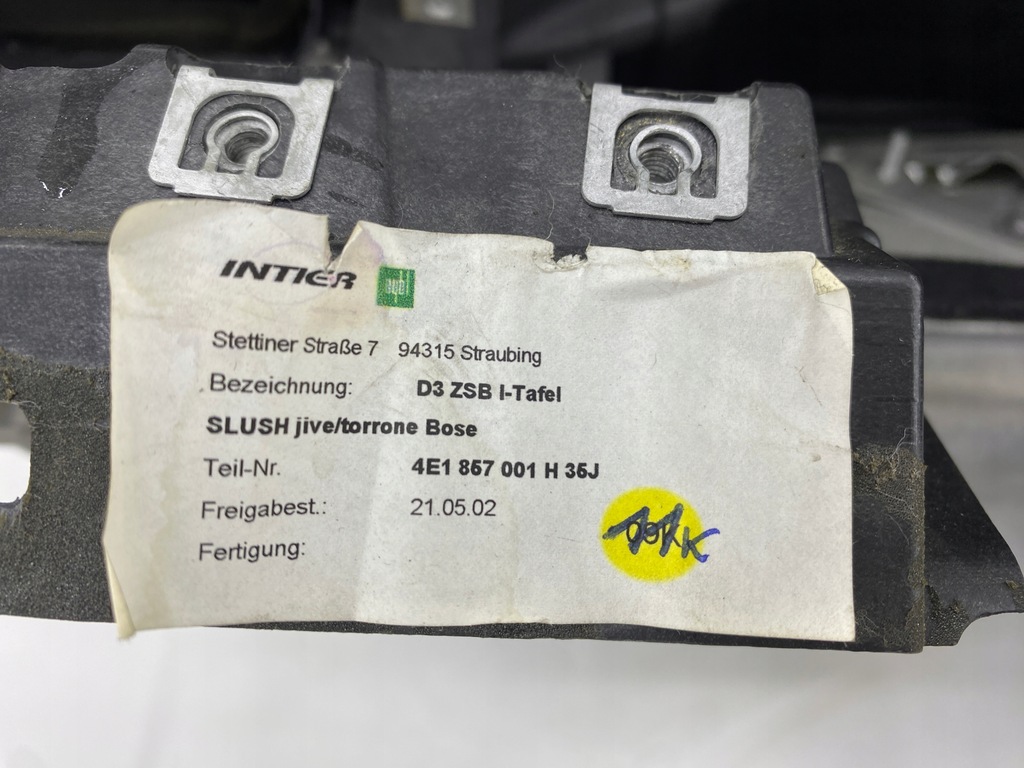 INTIER
Stettiner Straße 7 94315 Straubing
Bezeichnung: D3 ZSB I-Tafel
SLUSH jive/torrone Bose
Teil-Nr. 4E1 857 001 H 35J
Freigabest.: 21.05.02
Fertigung: